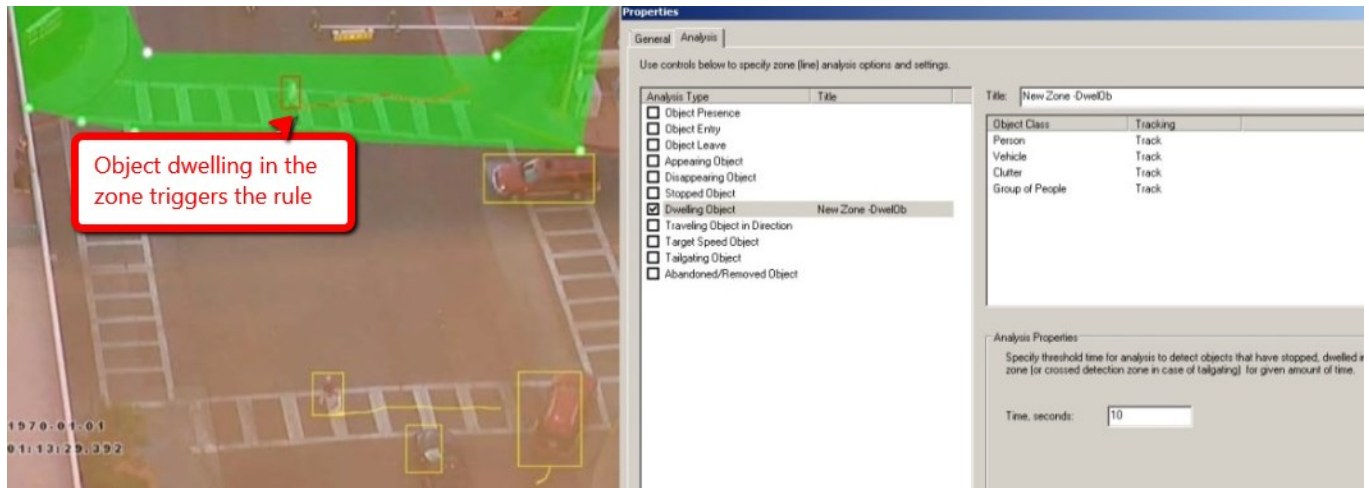 Object dwelling in the
zone triggers the rule
1970-01-01
01:13:29.392
Properties
General Analysis
Use controls below to specify zone (line) analysis options and settings.
Analysis Type Title
Object Presence
Object Entry
Object Leave
Appearing Object
Disappearing Object
Stopped Object
Dwelling Object New Zone -DwelOb
Traveling Object in Direction
Target Speed Object
Tailgating Object
Abandoned/Removed Object
Title: New Zone -DwelOb
Object Class Tracking
Person Track
Vehicle Track
Clutter Track
Group of People Track
Analysis Properties
Specify threshold time for analysis to detect objects that have stopped, dwelled
zone (or crossed detection zone in case of tailgating) for given amount of time.
Time, seconds: 10